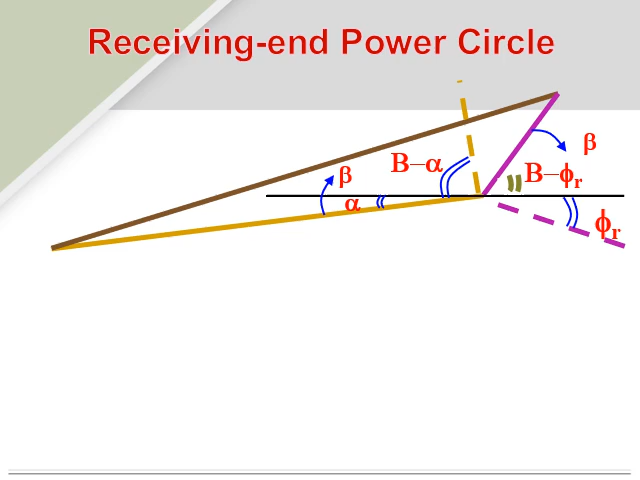 Receiving-end Power Circle
β
B–α
β
B–ϕr
α
ϕr